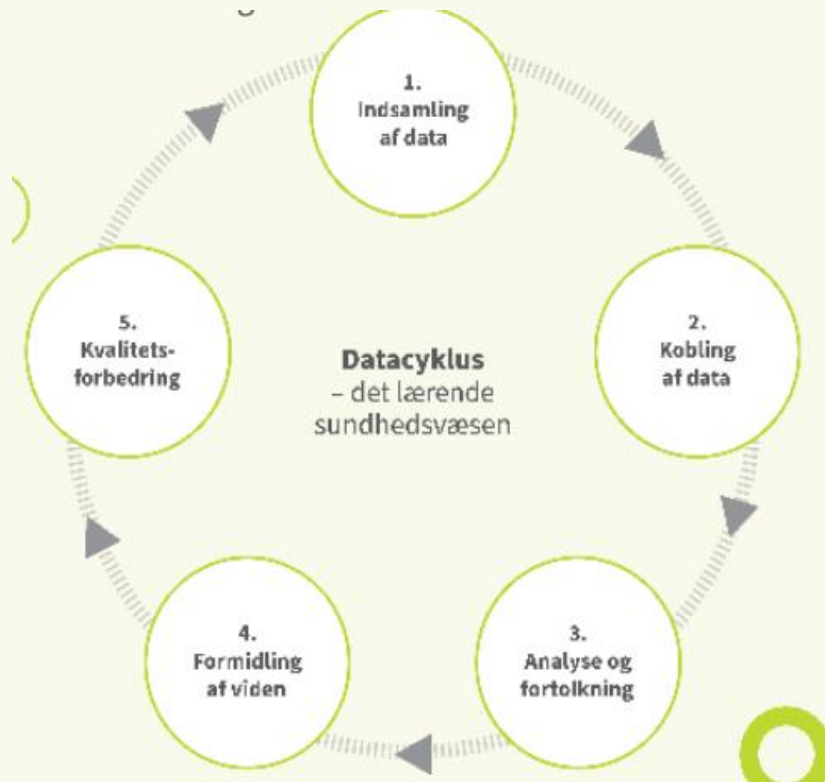 1.
Indsamling
af data
2.
Kobling
af data
3.
Analyse og
fortolkning
4.
Formidling
af viden
5.
Kvalitets-
forbedring
Datacyklus
– det lærende
sundhedsvæsen